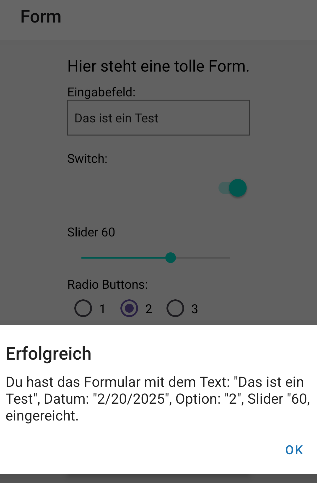 Form
Hier steht eine tolle Form.
Eingabefeld:
Das ist ein Test
Switch:
Slider 60
Radio Buttons:
1 2 3
Erfolgreich
Du hast das Formular mit dem Text: "Das ist ein
Test", Datum: "2/20/2025", Option: "2", Slider "60,
eingereicht.
OK